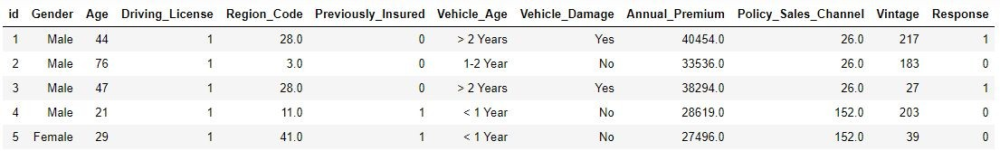 id Gender Age Driving_License Region_Code Previously_Insured Vehicle_Age Vehicle_Damage Annual_Premium Policy_Sales_Channel Vintage Response
1 Male 44 1 28.0 0 > 2 Years Yes 40454.0 26.0 217 1
2 Male 76 1 3.0 0 1-2 Year No 33536.0 26.0 183 0
3 Male 47 1 28.0 0 > 2 Years Yes 38294.0 26.0 27 1
4 Male 21 1 11.0 1 < 1 Year No 28619.0 152.0 203 0
5 Female 29 1 41.0 1 < 1 Year No 27496.0 152.0 39 0